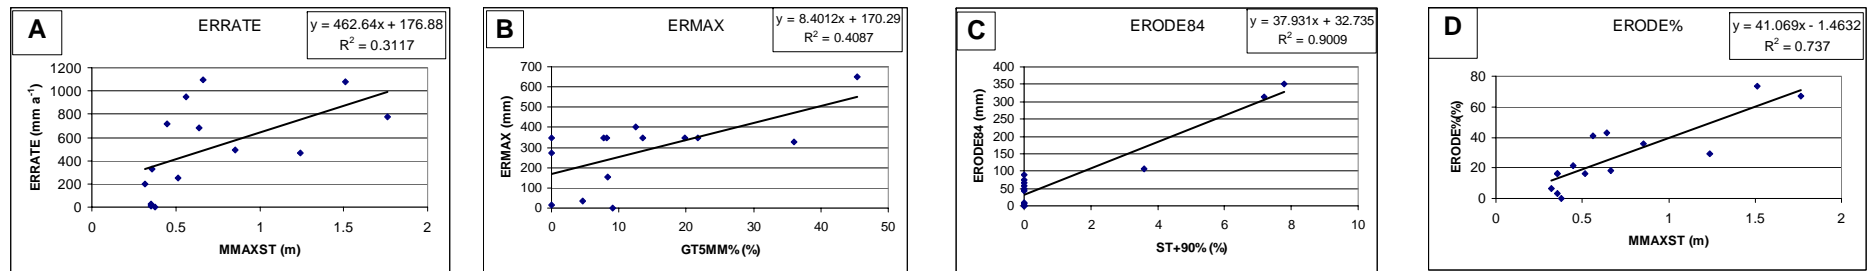 A
ERRATE
y = 462.64x + 176.88
R² = 0.3117
1200
1000
800
600
400
200
0
ERRATE (mm a⁻¹)
0 0.5 1 1.5 2
MMAXST (m)
B
ERMAX
y = 8.4012x + 170.29
R² = 0.4087
700
600
500
400
300
200
100
0
ERMAX (mm)
0 10 20 30 40 50
GT5MM% (%)
C
ERODE84
y = 37.931x + 32.735
R² = 0.9009
400
350
300
250
200
150
100
50
0
ERODE84 (mm)
0 2 4 6 8 10
ST+90% (%)
D
ERODE%
y = 41.069x - 1.4632
R² = 0.737
80
60
40
20
0
ERODE%(%)
0 0.5 1 1.5 2
MMAXST (m)